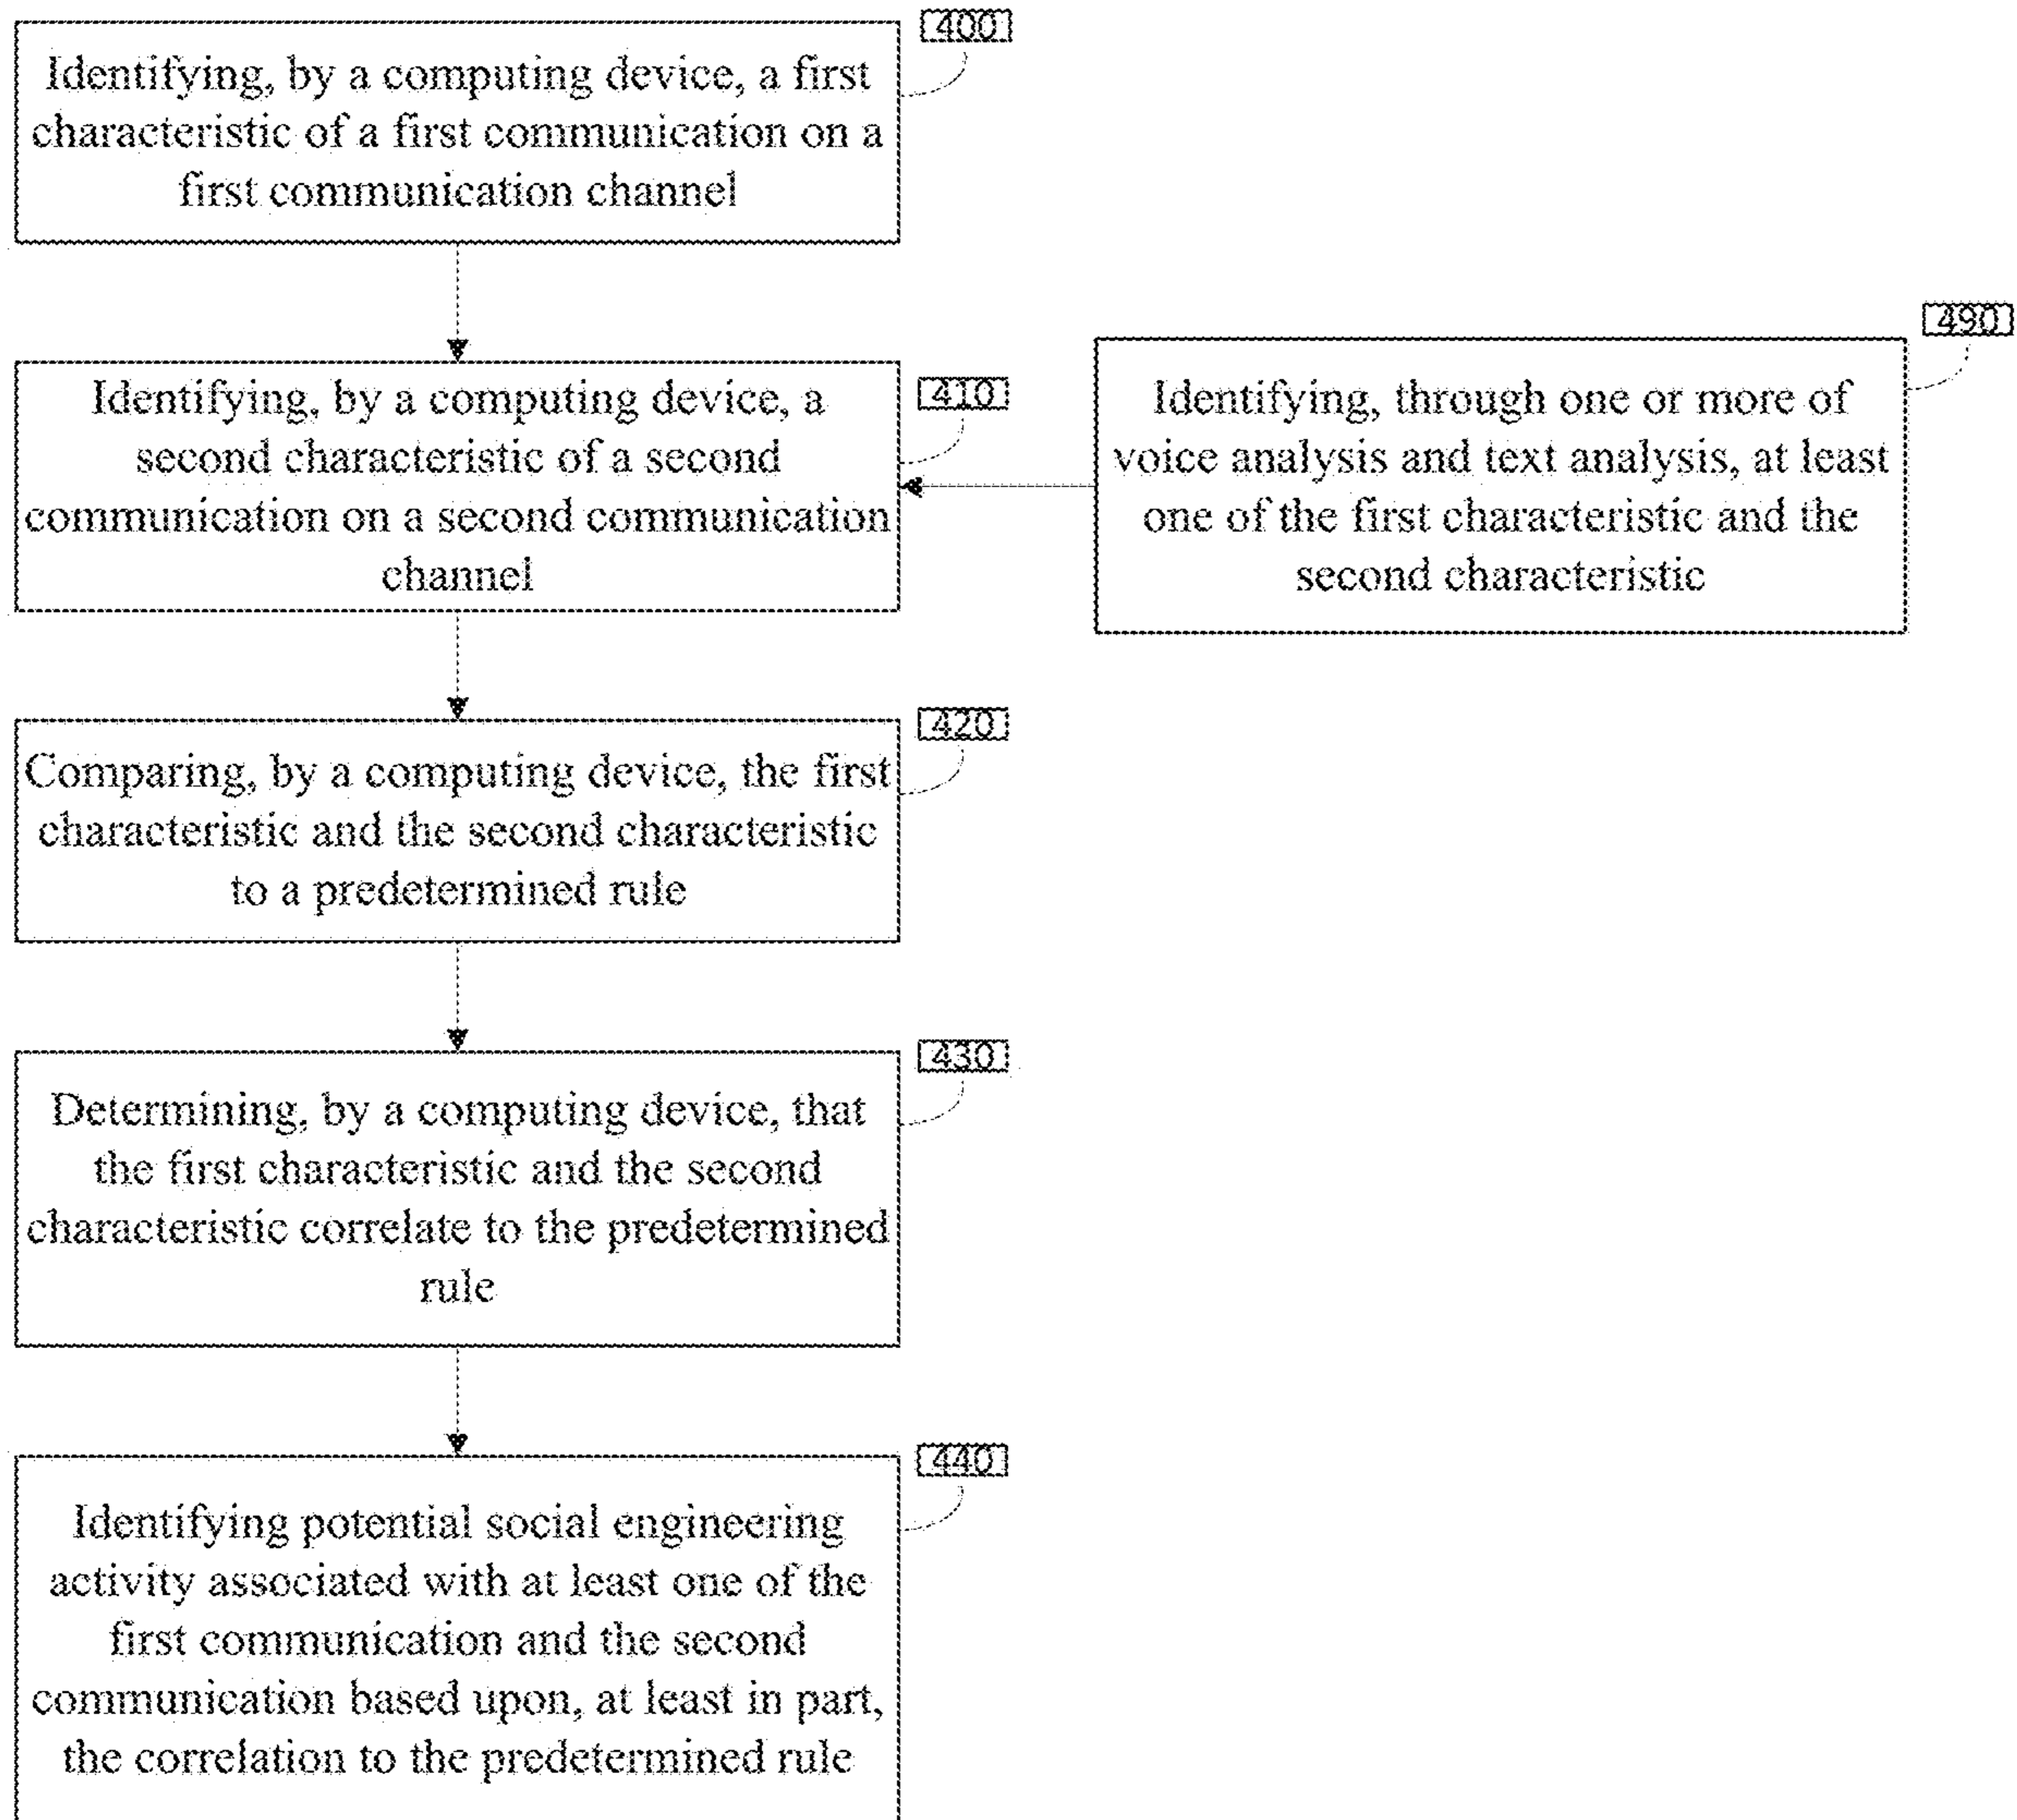 400
Identifying, by a computing device, a first
characteristic of a first communication on a
first communication channel
410
Identifying, by a computing device, a
second characteristic of a second
communication on a second communication
channel
490
Identifying, through one or more of
voice analysis and text analysis, at least
one of the first characteristic and the
second characteristic
420
Comparing, by a computing device, the first
characteristic and the second characteristic
to a predetermined rule
430
Determining, by a computing device, that
the first characteristic and the second
characteristic correlate to the predetermined
rule
440
Identifying potential social engineering
activity associated with at least one of the
first communication and the second
communication based upon, at least in part,
the correlation to the predetermined rule